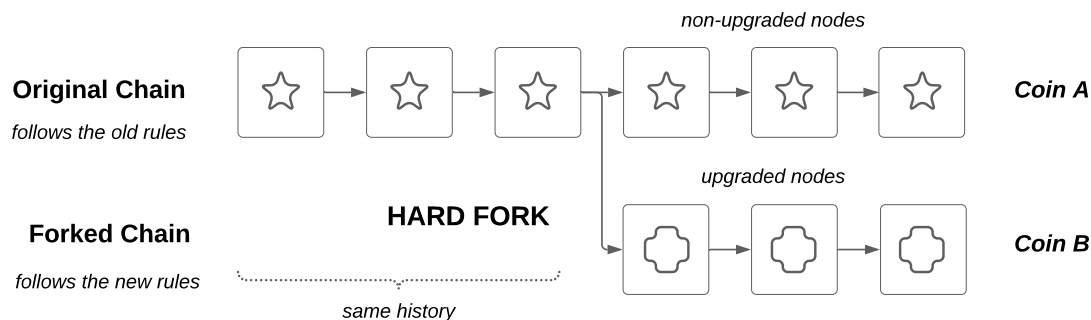 non-upgraded nodes
Original Chain
Coin A
follows the old rules
upgraded nodes
HARD FORK
Forked Chain
Coin B
follows the new rules
same history